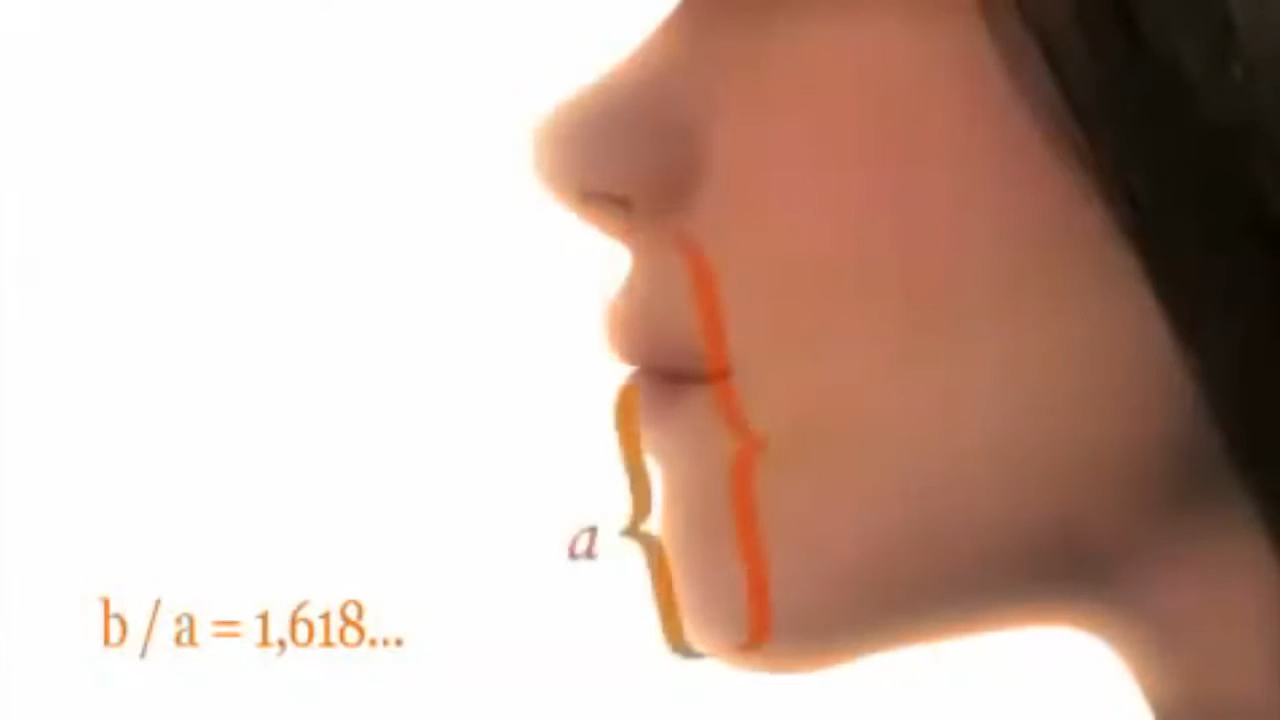 a
b / a = 1,618...